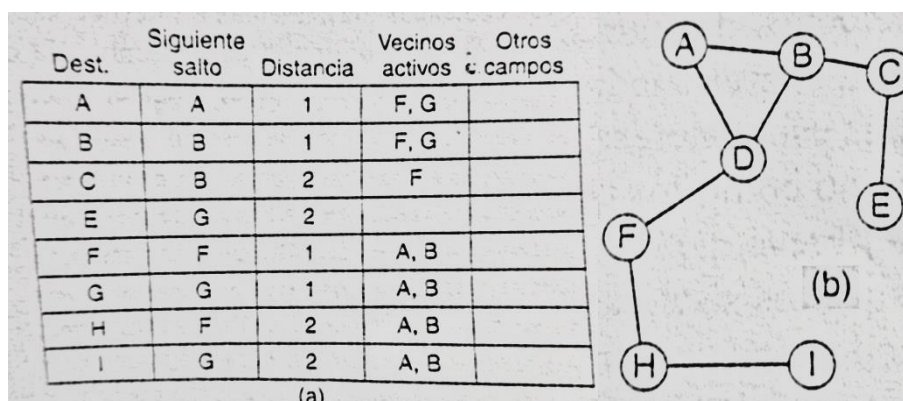 Dest. Siguiente salto Distancia Vecinos activos Otros campos
A A 1 F, G
B B 1 F, G
C B 2 F
E G 2
F F 1 A, B
G G 1 A, B
H F 2 A, B
I G 2 A, B
(a)
A B C
D
E
F
H I
(b)